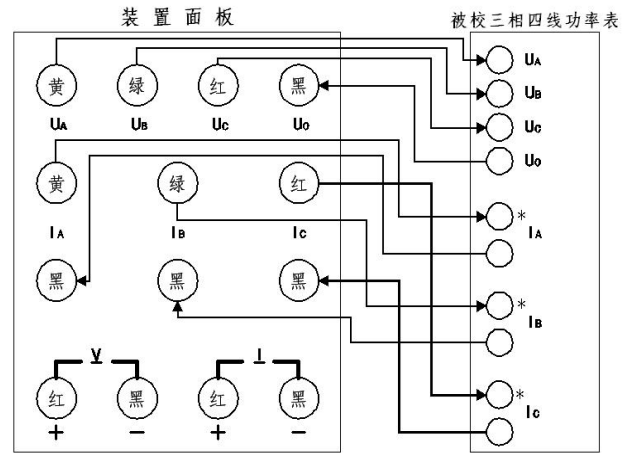 装置面板
被校三相四线功率表
黄 绿 红 黑
UA UB UC UO
UA
UB
UC
UO
黄 绿 红
IA IB IC
* IA
黑 黑 黑
* IB
V I
红 黑 红 黑
+ - + -
* IC